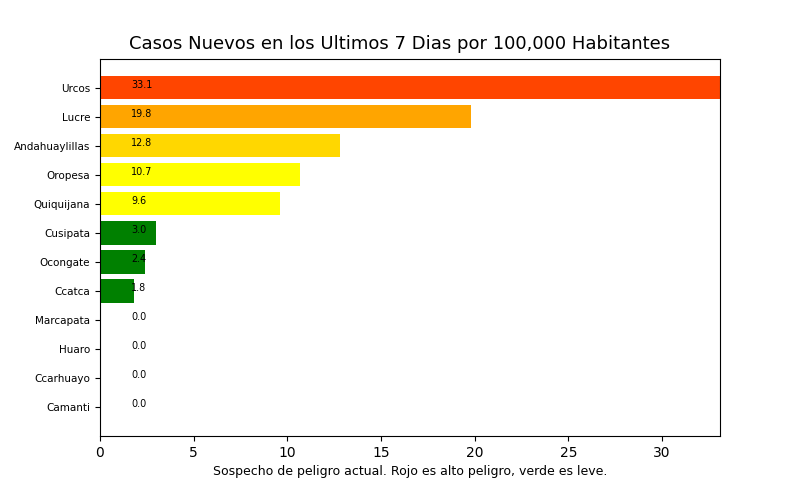 Casos Nuevos en los Ultimos 7 Dias por 100,000 Habitantes
Urcos 33.1
Lucre 19.8
Andahuaylillas 12.8
Oropesa 10.7
Quiquijana 9.6
Cusipata 3.0
Ocongate 2.4
Ccatca 1.8
Marcapata 0.0
Huaro 0.0
Ccarhuayo 0.0
Camanti 0.0
0 5 10 15 20 25 30
Sospecho de peligro actual. Rojo es alto peligro, verde es leve.